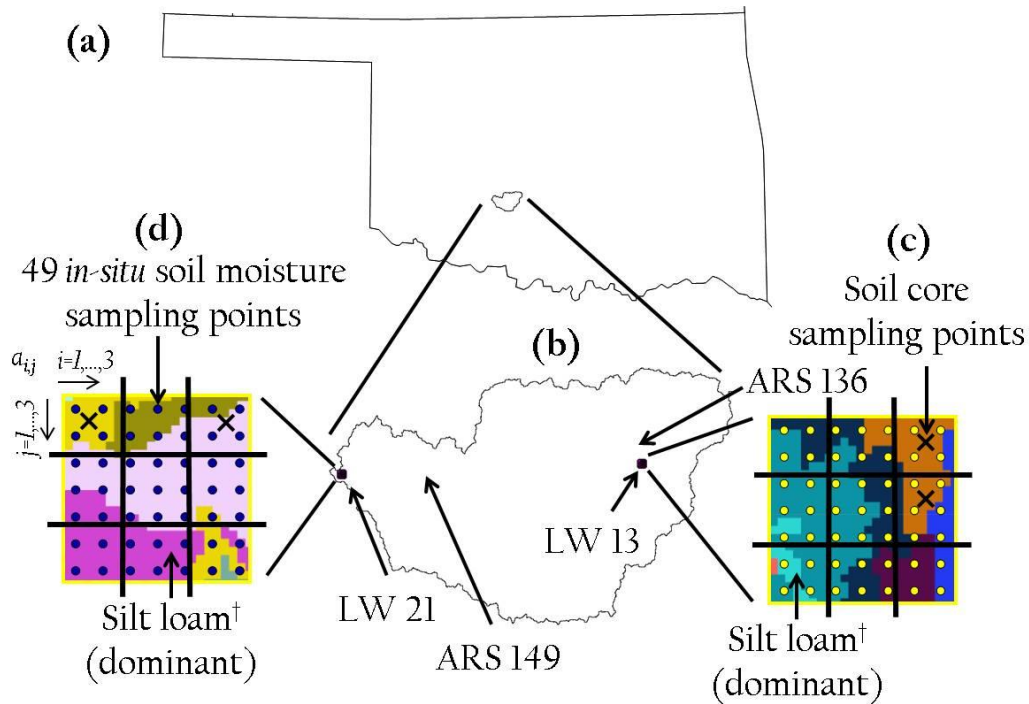 (a)
(d)
49 in-situ soil moisture
sampling points
a_{i,j} i=1,...,3
j=1,...,3
(c)
Soil core
sampling points
(b)
ARS 136
LW 13
LW 21
ARS 149
Silt loam†
(dominant)
Silt loam†
(dominant)